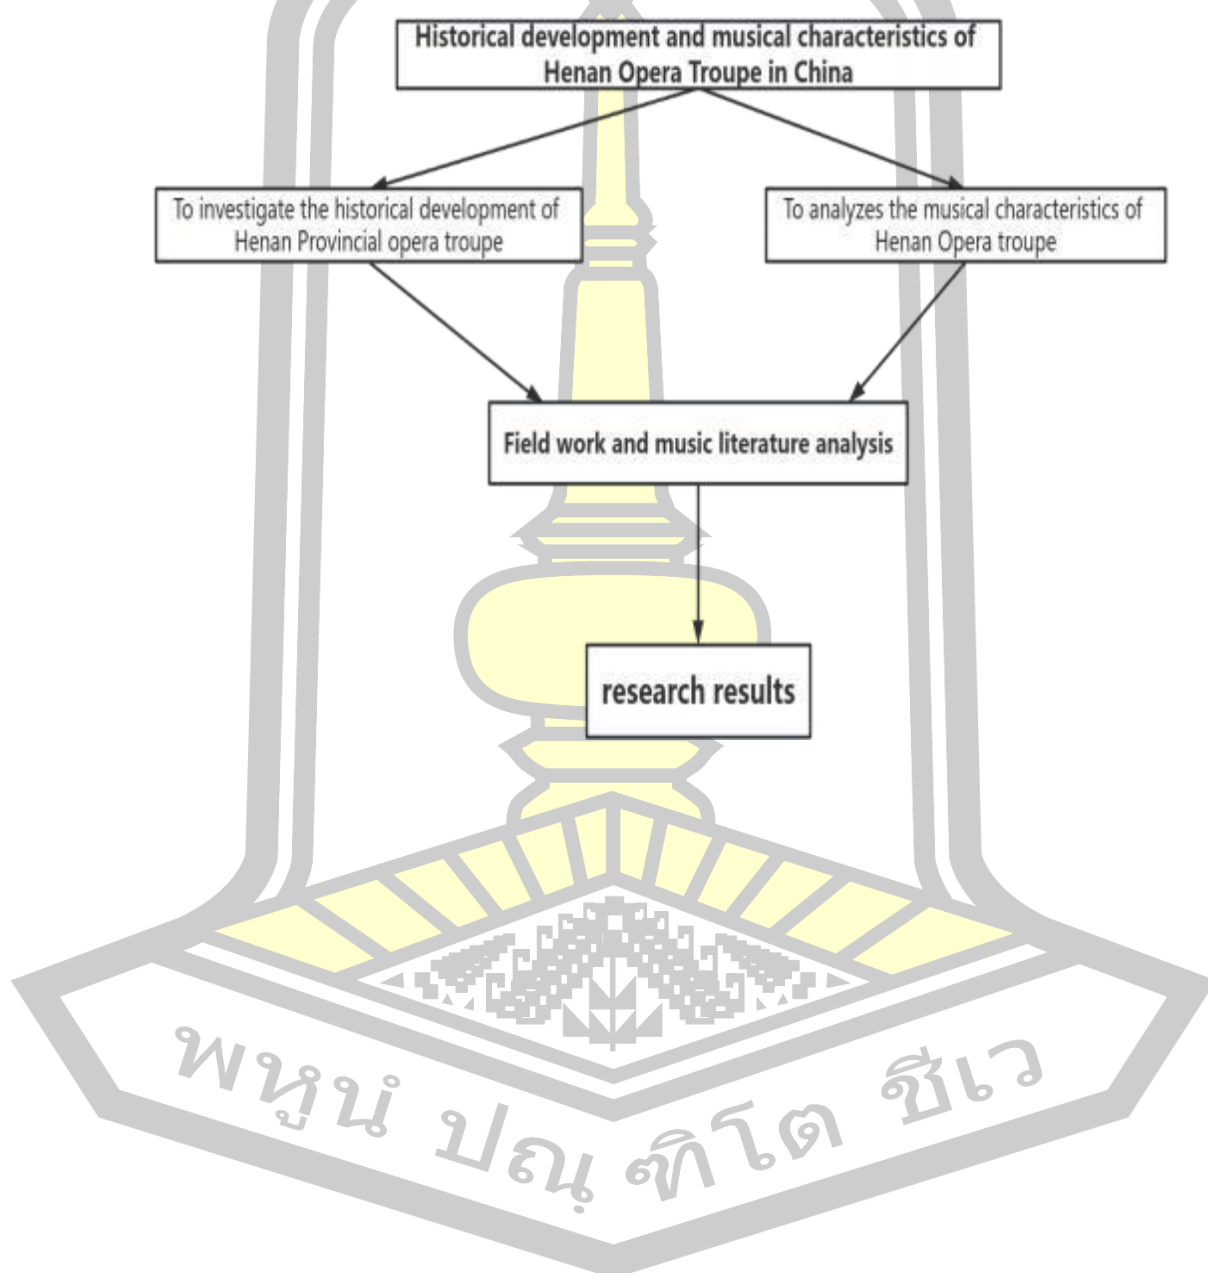 Historical development and musical characteristics of
Henan Opera Troupe in China
To investigate the historical development of
Henan Provincial opera troupe
To analyzes the musical characteristics of
Henan Opera troupe
Field work and music literature analysis
research results
พหูนํ ปณฺฑิโต ชีเว